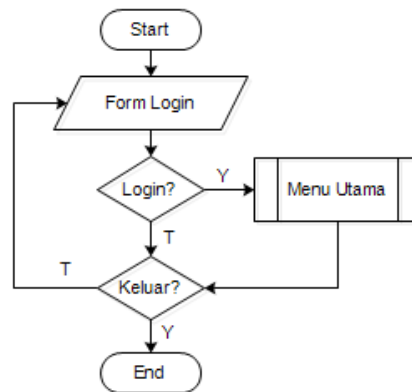 Start
Form Login
Login?
Y
Menu Utama
T
T
Keluar?
Y
End